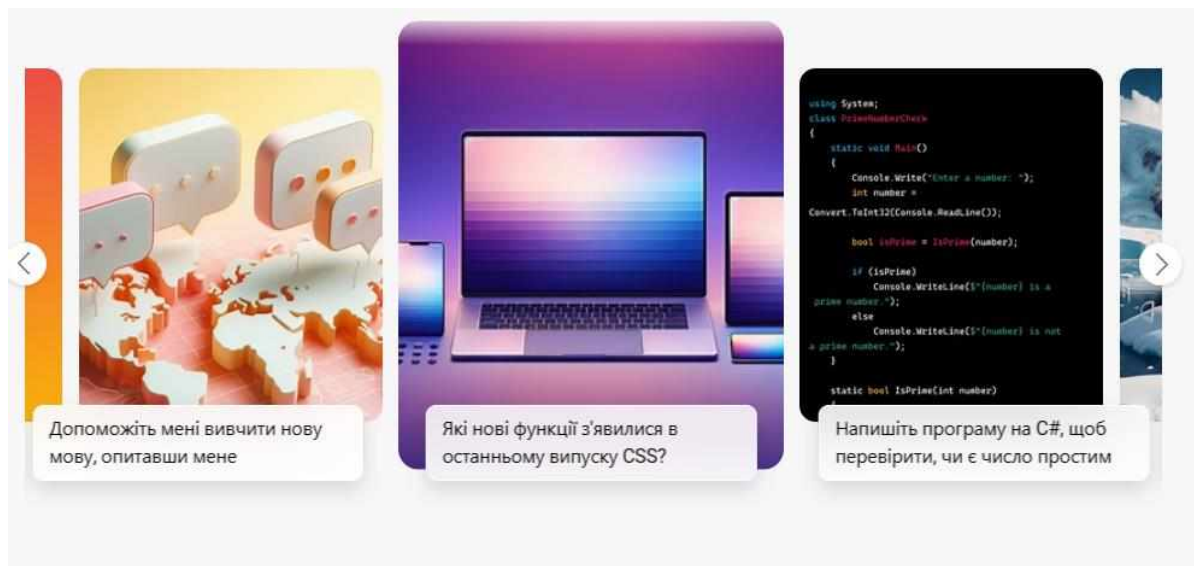 Допоможіть мені вивчити нову
мову, опитавши мене
Які нові функції з'явилися в
останньому випуску CSS?
using System;
class PrimeNumberCheck
{
static void Main()
{
Console.Write("Enter a number: ");
int number =
Convert.ToInt32(Console.ReadLine());
bool isPrime = IsPrime(number);
if (isPrime)
Console.WriteLine($"{number} is a
prime number.");
else
Console.WriteLine($"{number} is not
a prime number.");
}
static bool IsPrime(int number)
Напишіть програму на C#, щоб
перевірити, чи є число простим